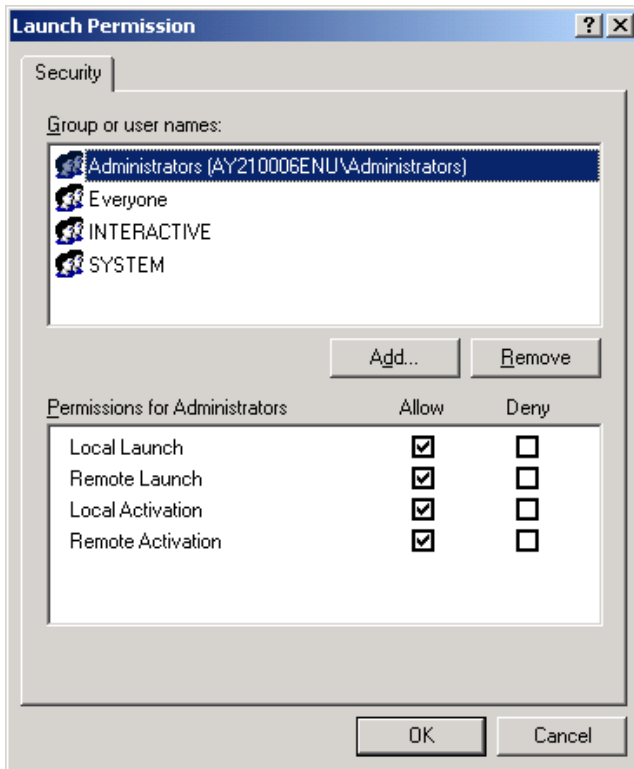 Launch Permission
Security
Group or user names:
Administrators (AY210006ENU\Administrators)
Everyone
INTERACTIVE
SYSTEM
Add... Remove
Permissions for Administrators Allow Deny
Local Launch
Remote Launch
Local Activation
Remote Activation
OK Cancel